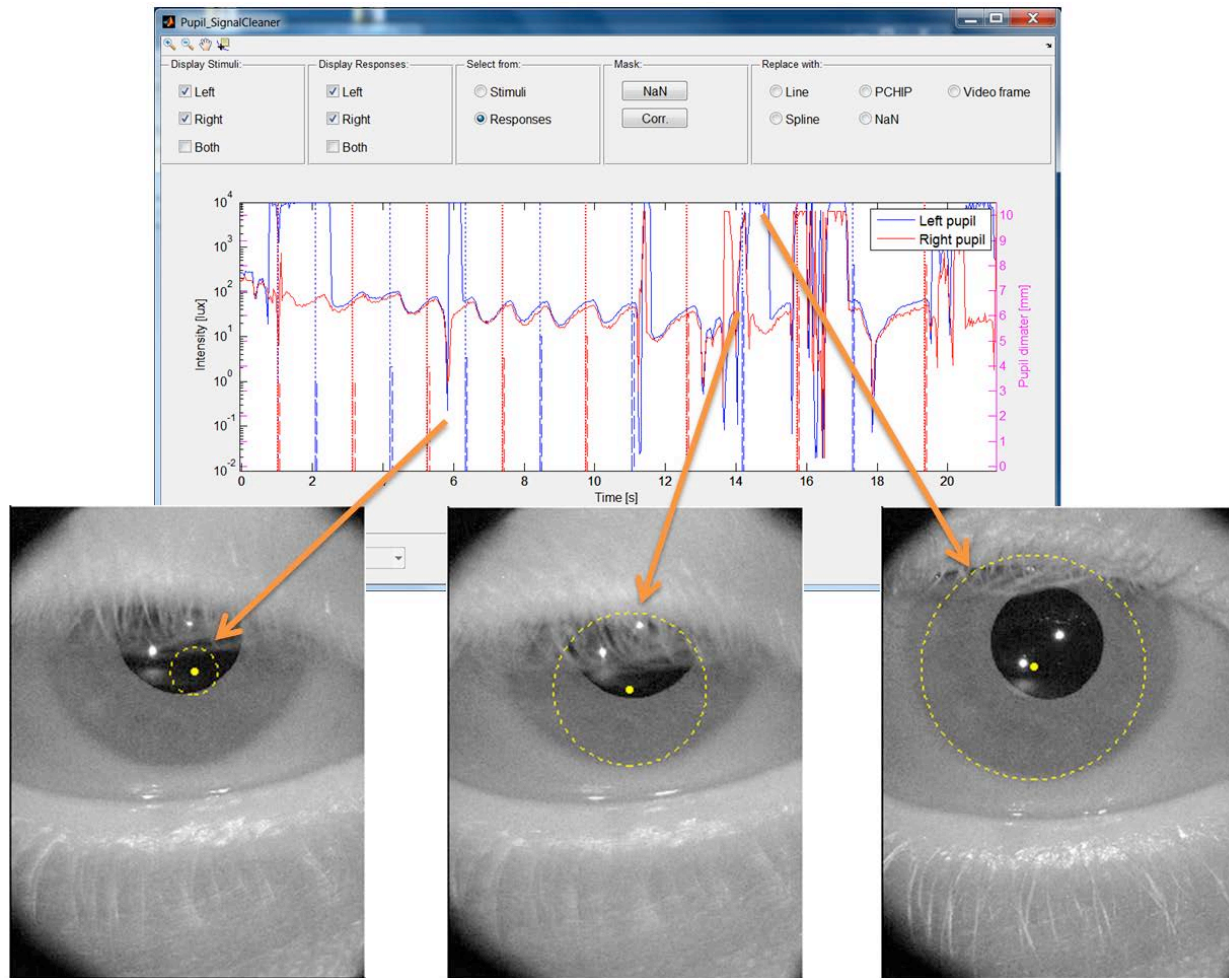 Pupil_SignalCleaner
Display Stimuli: Display Responses: Select from: Mask: Replace with:
Left Left Stimuli NaN Line PCHIP Video frame
Right Right Responses Corr. Spline NaN
Both Both
10^4
10^3
10^2
10^1
10^0
10^-1
10^-2
Intensity [lux]
0 2 4 6 8 10 12 14 16 18 20
Time [s]
Left pupil
Right pupil
10
9
8
7
6
5
4
3
2
1
0
Pupil dimater [mm]